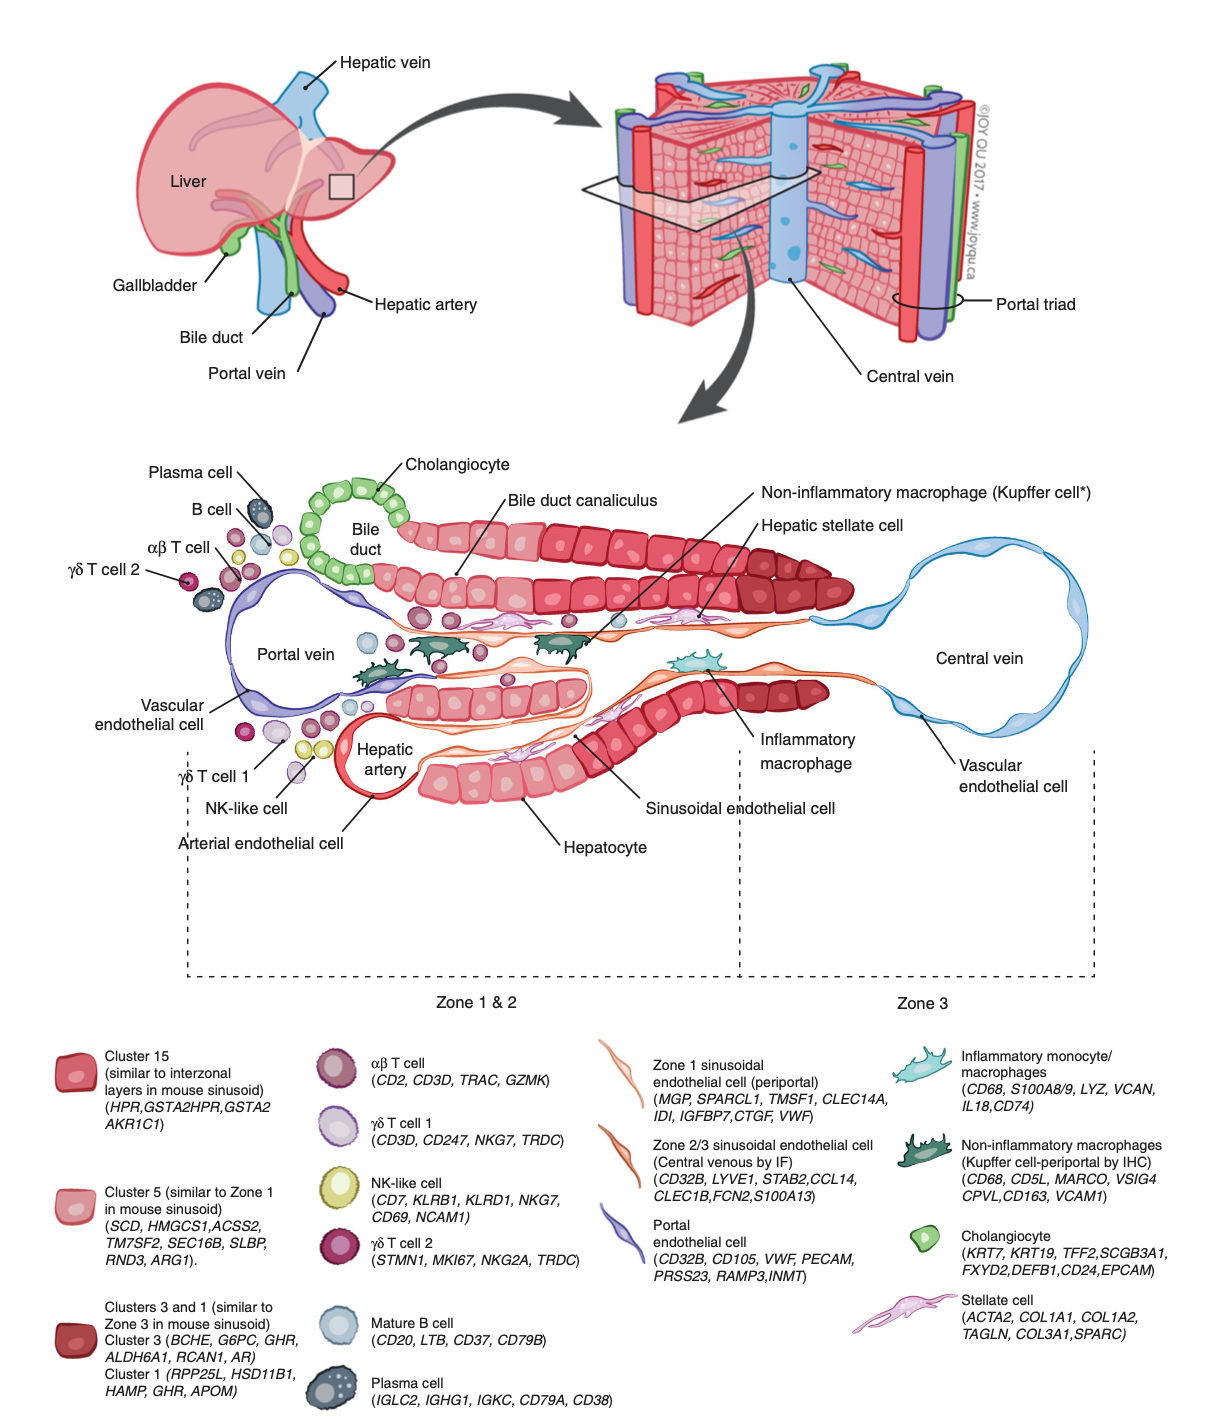 Hepatic vein
Liver
Gallbladder
Bile duct
Portal vein
Hepatic artery
©JOY QU 2017 • www.joyqu.ca
Portal triad
Central vein
Plasma cell
B cell
αβ T cell
γδ T cell 2
Cholangiocyte
Bile duct canaliculus
Non-inflammatory macrophage (Kupffer cell*)
Hepatic stellate cell
Bile
duct
Portal vein
Central vein
Vascular
endothelial cell
γδ T cell 1
NK-like cell
Arterial endothelial cell
Hepatic
artery
Hepatocyte
Sinusoidal endothelial cell
Inflammatory
macrophage
Vascular
endothelial cell
Zone 1 & 2
Zone 3
Cluster 15
(similar to interzonal
layers in mouse sinusoid)
(HPR,GSTA2HPR,GSTA2
AKR1C1)
Cluster 5 (similar to Zone 1
in mouse sinusoid)
(SCD, HMGCS1,ACSS2,
TM7SF2, SEC16B, SLBP,
RND3, ARG1).
Clusters 3 and 1 (similar to
Zone 3 in mouse sinusoid)
Cluster 3 (BCHE, G6PC, GHR,
ALDH6A1, RCAN1, AR)
Cluster 1 (RPP25L, HSD11B1,
HAMP, GHR, APOM)
αβ T cell
(CD2, CD3D, TRAC, GZMK)
γδ T cell 1
(CD3D, CD247, NKG7, TRDC)
NK-like cell
(CD7, KLRB1, KLRD1, NKG7,
CD69, NCAM1)
γδ T cell 2
(STMN1, MKI67, NKG2A, TRDC)
Mature B cell
(CD20, LTB, CD37, CD79B)
Plasma cell
(IGLC2, IGHG1, IGKC, CD79A, CD38)
Zone 1 sinusoidal
endothelial cell (periportal)
(MGP, SPARCL1, TMSF1, CLEC14A,
IDI, IGFBP7,CTGF, VWF)
Zone 2/3 sinusoidal endothelial cell
(Central venous by IF)
(CD32B, LYVE1, STAB2,CCL14,
CLEC1B,FCN2,S100A13)
Portal
endothelial cell
(CD32B, CD105, VWF, PECAM,
PRSS23, RAMP3,INMT)
Inflammatory monocyte/
macrophages
(CD68, S100A8/9, LYZ, VCAN,
IL18,CD74)
Non-inflammatory macrophages
(Kupffer cell-periportal by IHC)
(CD68, CD5L, MARCO, VSIG4
CPVL,CD163, VCAM1)
Cholangiocyte
(KRT7, KRT19, TFF2,SCGB3A1,
FXYD2,DEFB1,CD24,EPCAM)
Stellate cell
(ACTA2, COL1A1, COL1A2,
TAGLN, COL3A1,SPARC)